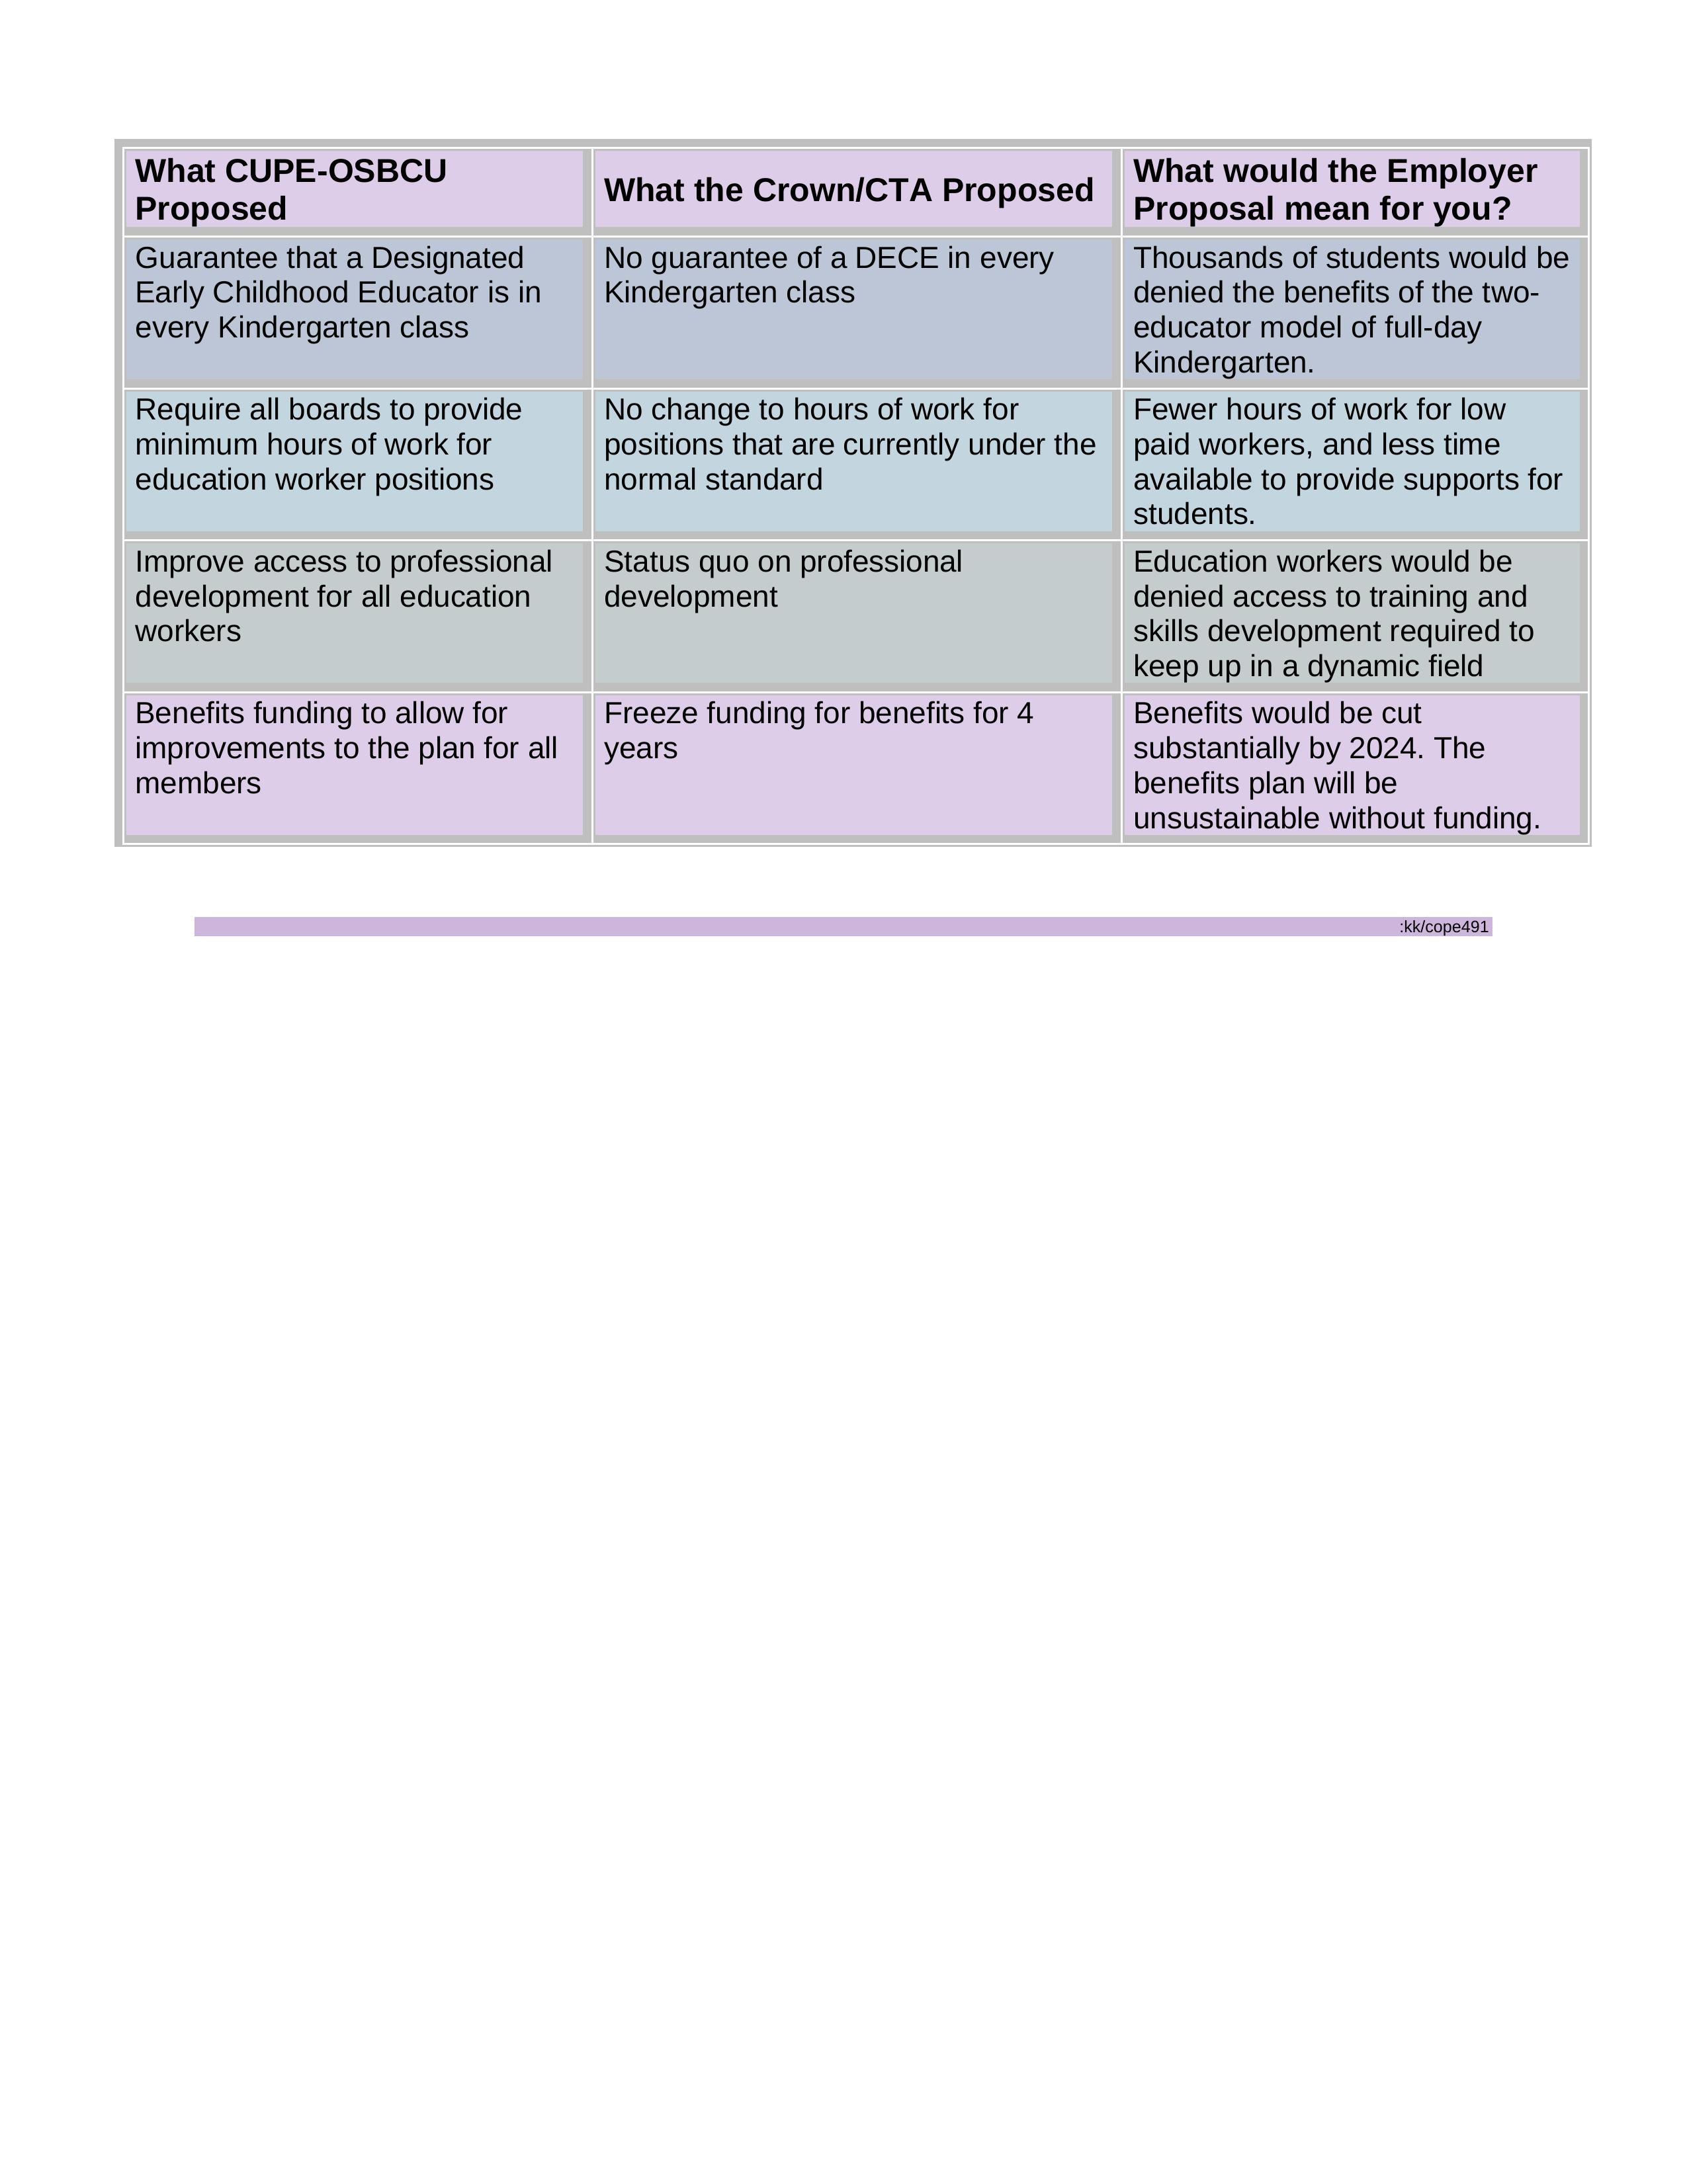 What CUPE-OSBCU
Proposed
What the Crown/CTA Proposed
What would the Employer
Proposal mean for you?
Guarantee that a Designated
Early Childhood Educator is in
every Kindergarten class
No guarantee of a DECE in every
Kindergarten class
Thousands of students would be
denied the benefits of the two-
educator model of full-day
Kindergarten.
Require all boards to provide
minimum hours of work for
education worker positions
No change to hours of work for
positions that are currently under the
normal standard
Fewer hours of work for low
paid workers, and less time
available to provide supports for
students.
Improve access to professional
development for all education
workers
Status quo on professional
development
Education workers would be
denied access to training and
skills development required to
keep up in a dynamic field
Benefits funding to allow for
improvements to the plan for all
members
Freeze funding for benefits for 4
years
Benefits would be cut
substantially by 2024. The
benefits plan will be
unsustainable without funding.
:kk/cope491